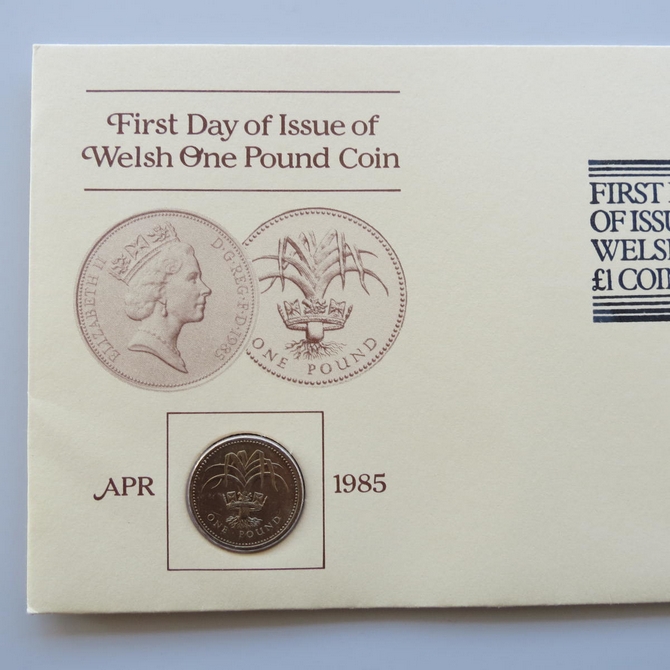 First Day of Issue of
Welsh One Pound Coin
ELIZABETH II D·G·REG·F·D·1985
ONE POUND
APR 1985
ONE POUND
FIRST
OF ISSU
WELSH
£1 COIN